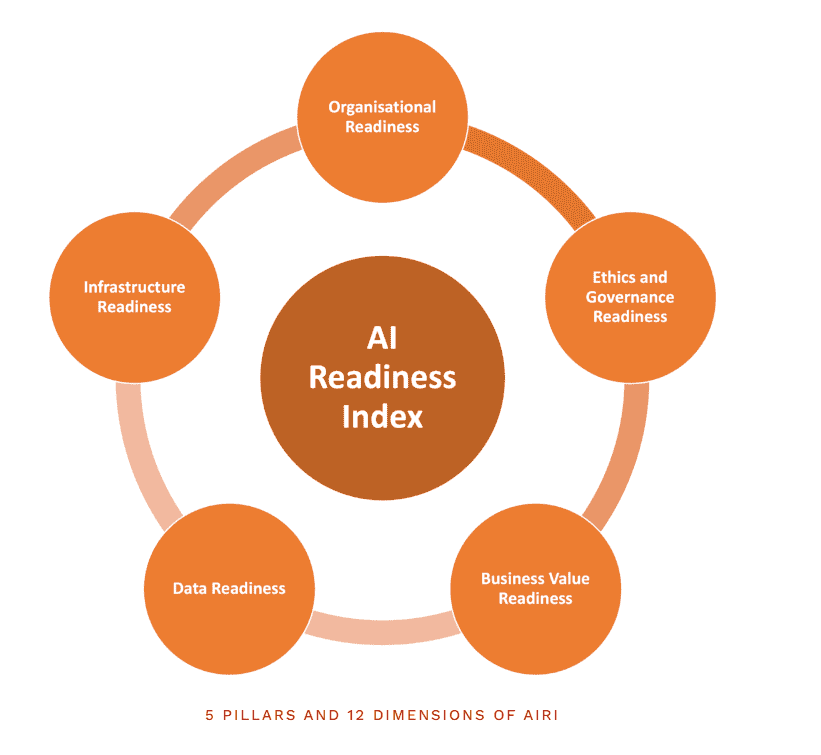 Organisational
Readiness
Ethics and
Governance
Readiness
Infrastructure
Readiness
AI
Readiness
Index
Data Readiness
Business Value
Readiness
5 PILLARS AND 12 DIMENSIONS OF AIRI